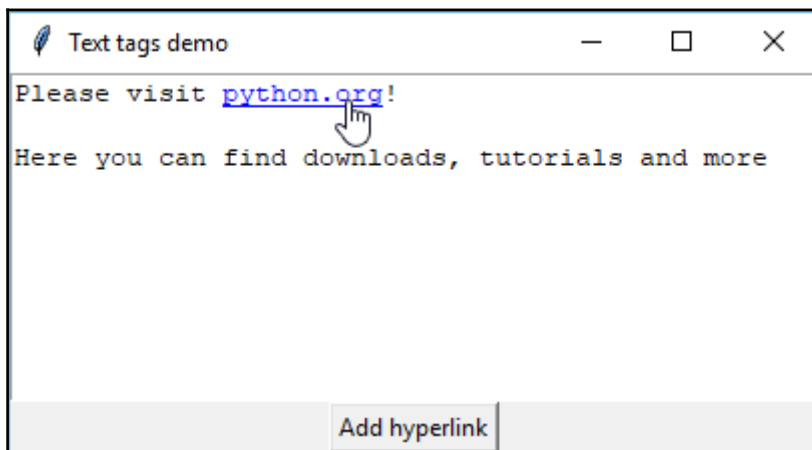 Text tags demo
Please visit python.org!
Here you can find downloads, tutorials and more
Add hyperlink